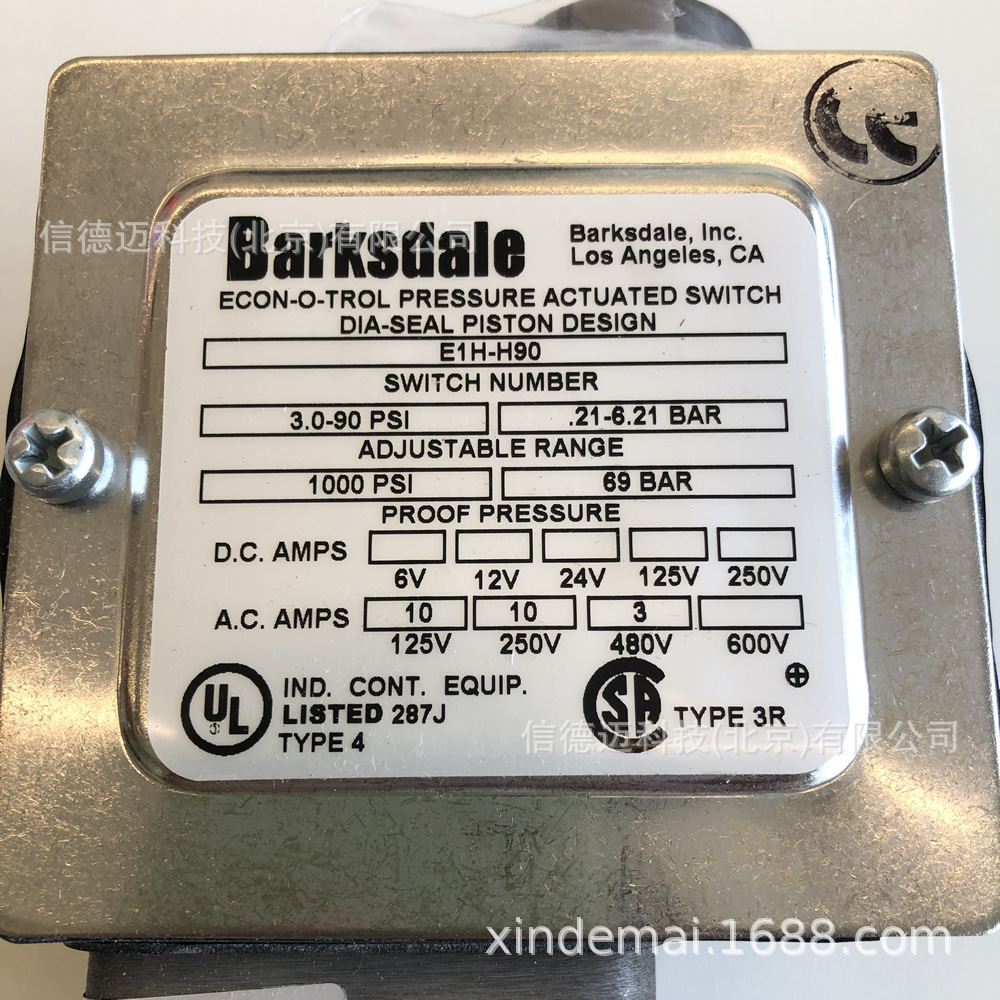 CE
信德迈科技(北京)有限公司
Barksdale
Barksdale, Inc.
Los Angeles, CA
ECON-O-TROL PRESSURE ACTUATED SWITCH
DIA-SEAL PISTON DESIGN
E1H-H90
SWITCH NUMBER
3.0-90 PSI .21-6.21 BAR
ADJUSTABLE RANGE
1000 PSI 69 BAR
PROOF PRESSURE
D.C. AMPS
6V 12V 24V 125V 250V
A.C. AMPS 10 10 3
125V 250V 480V 600V
UL IND. CONT. EQUIP.
LISTED 287J
TYPE 4
SA TYPE 3R
信德迈科技(北京)有限公司
xindemai.1688.com